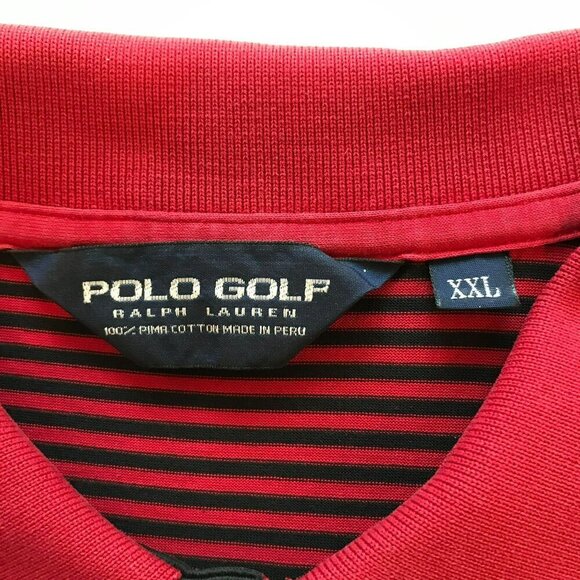 POLO GOLF
RALPH LAUREN
100% PIMA COTTON MADE IN PERU
XXL